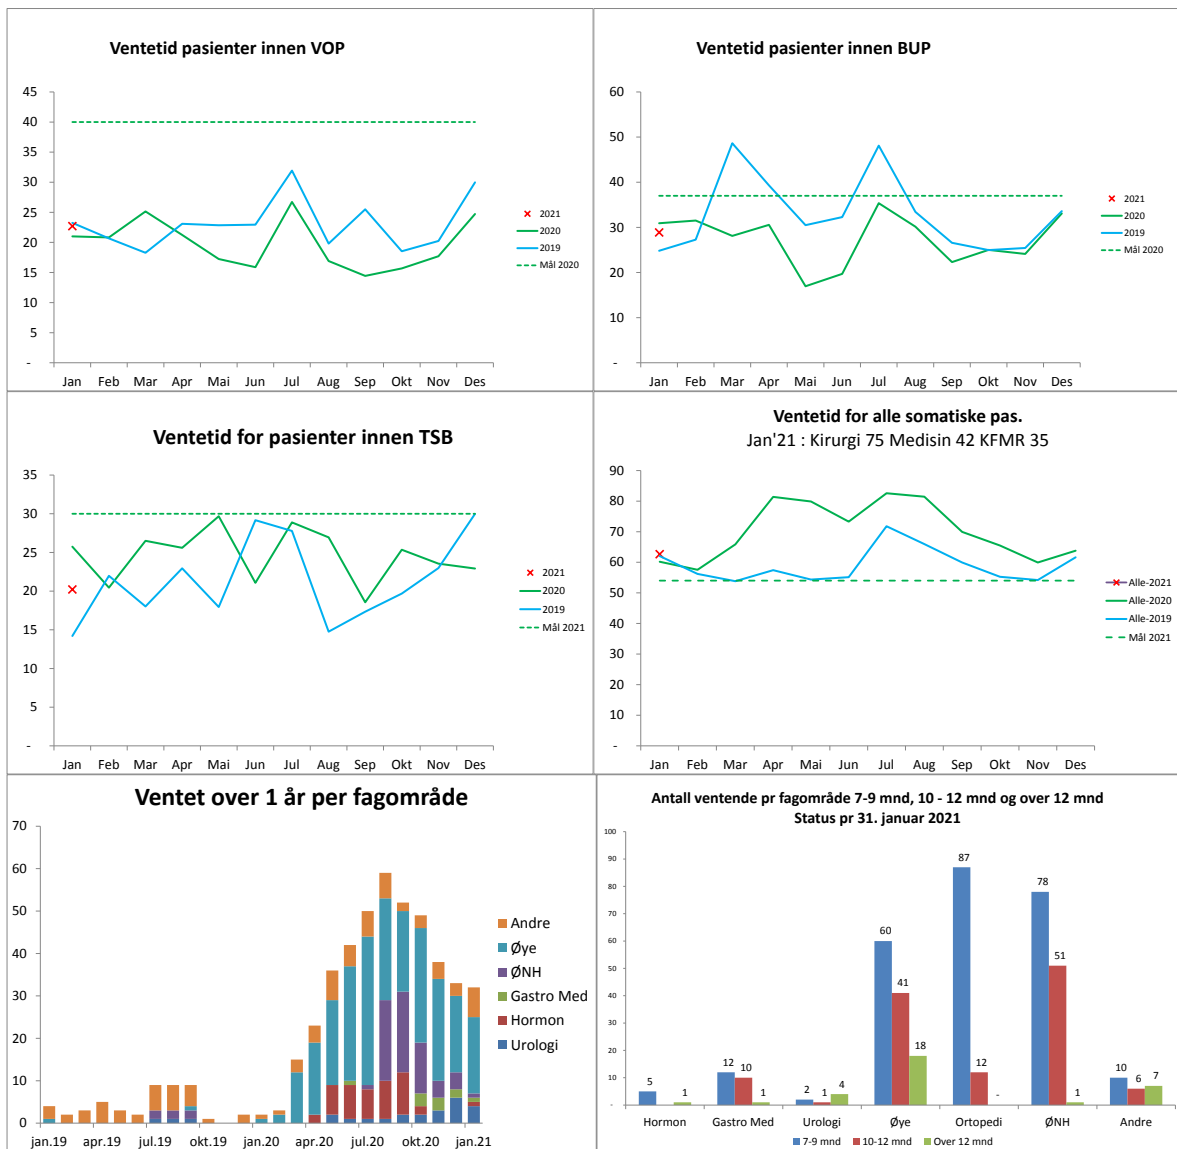 Ventetid pasienter innen VOP
45
40
35
30
25
20
15
10
5
-
Jan Feb Mar Apr Mai Jun Jul Aug Sep Okt Nov Des
2021
2020
2019
Mål 2020
Ventetid pasienter innen BUP
60
50
40
30
20
10
-
Jan Feb Mar Apr Mai Jun Jul Aug Sep Okt Nov Des
2021
2020
2019
Mål 2020
Ventetid for pasienter innen TSB
35
30
25
20
15
10
5
-
Jan Feb Mar Apr Mai Jun Jul Aug Sep Okt Nov Des
2021
2020
2019
Mål 2021
Ventetid for alle somatiske pas.
Jan'21 : Kirurgi 75 Medisin 42 KFMR 35
90
80
70
60
50
40
30
20
10
-
Jan Feb Mar Apr Mai Jun Jul Aug Sep Okt Nov Des
Alle-2021
Alle-2020
Alle-2019
Mål 2021
Ventet over 1 år per fagområde
70
60
50
40
30
20
10
0
jan.19 apr.19 jul.19 okt.19 jan.20 apr.20 jul.20 okt.20 jan.21
Andre
Øye
ØNH
Gastro Med
Hormon
Urologi
Antall ventende pr fagområde 7-9 mnd, 10 - 12 mnd og over 12 mnd
Status pr 31. januar 2021
100
90
80
70
60
50
40
30
20
10
-
5 1 12 10 1 2 1 4 60 41 18 87 12 - 78 51 1 10 6 7
Hormon Gastro Med Urologi Øye Ortopedi ØNH Andre
7-9 mnd 10-12 mnd Over 12 mnd